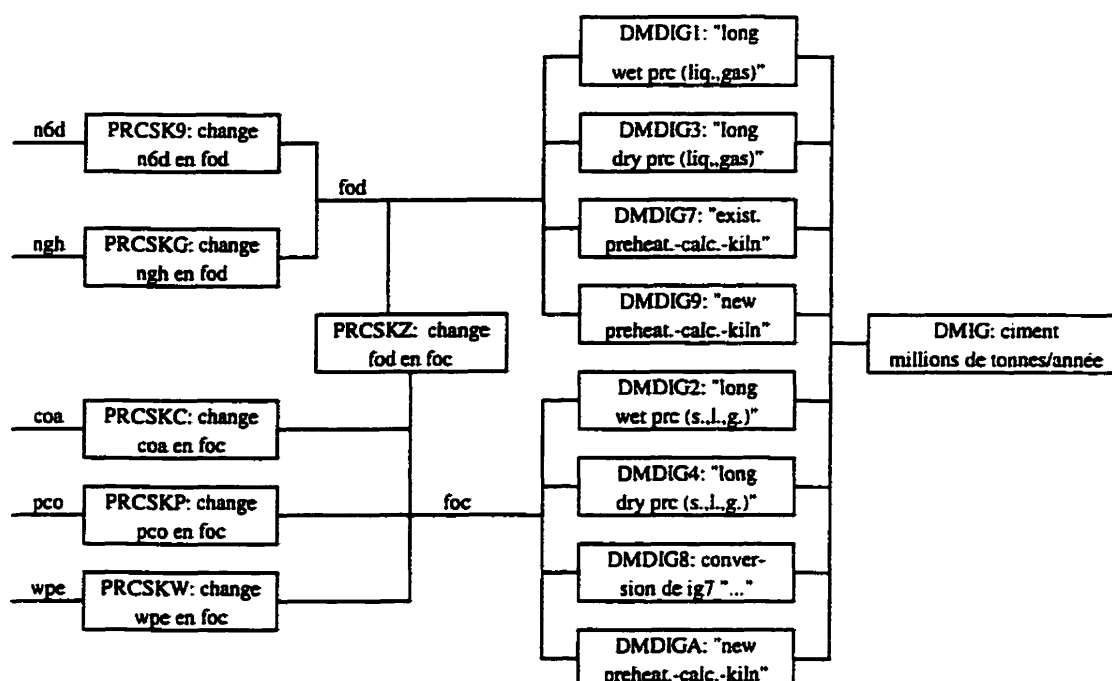 DMDIG1: "long
wet prc (liq.,gas)"
n6d
PRCSK9: change
n6d en fod
DMDIG3: "long
dry prc (liq.,gas)"
fod
ngh
PRCSKG: change
ngh en fod
DMDIG7: "exist.
preheat.-calc.-kiln"
PRCSKZ: change
fod en foc
DMDIG9: "new
preheat.-calc.-kiln"
DMIG: ciment
millions de tonnes/année
coa
PRCSKC: change
coa en foc
DMDIG2: "long
wet prc (s.,l.,g.)"
pco
PRCSKP: change
pco en foc
foc
DMDIG4: "long
dry prc (s.,l.,g.)"
wpe
PRCSKW: change
wpe en foc
DMDIG8: conver-
sion de ig7 "..."
DMDIGA: "new
preheat.-calc.-kiln"